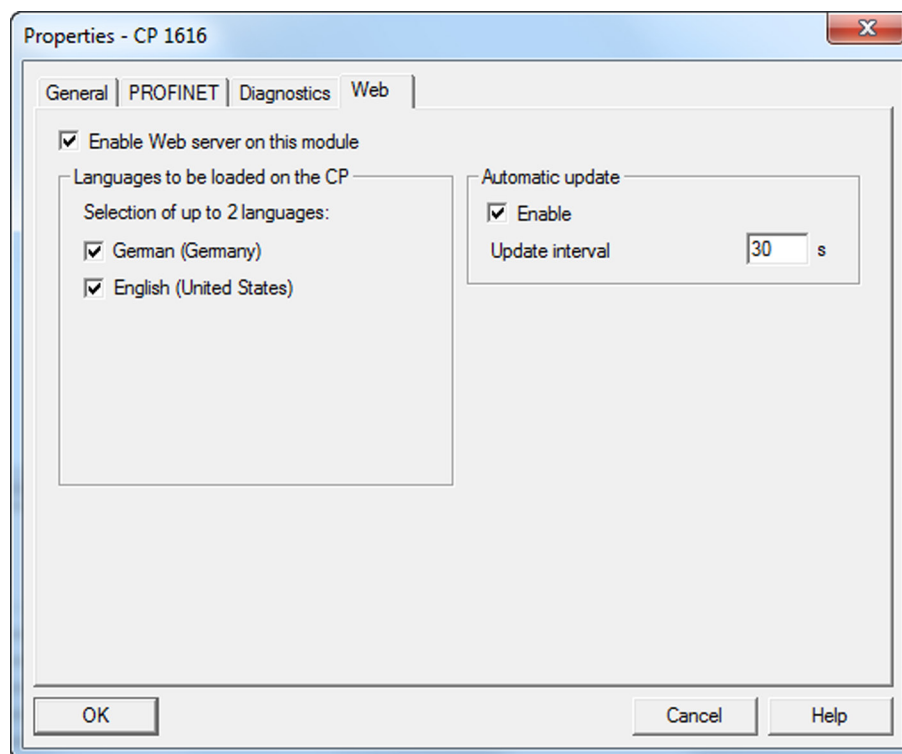 Properties - CP 1616
General PROFINET Diagnostics Web
Enable Web server on this module
Languages to be loaded on the CP
Selection of up to 2 languages:
German (Germany)
English (United States)
Automatic update
Enable
Update interval 30 s
OK Cancel Help